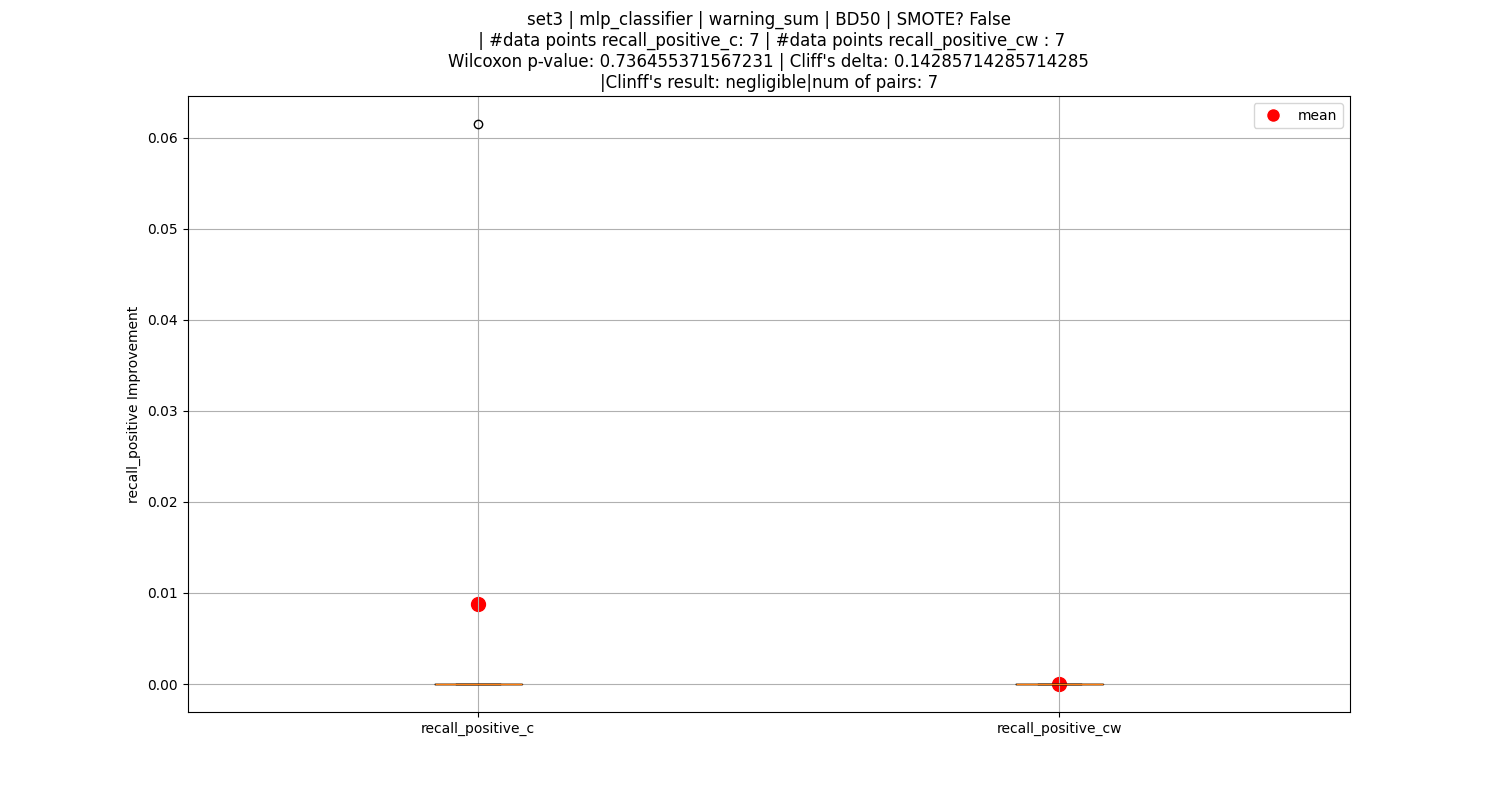 set3 | mlp_classifier | warning_sum | BD50 | SMOTE? False
| #data points recall_positive_c: 7 | #data points recall_positive_cw : 7
Wilcoxon p-value: 0.736455371567231 | Cliff's delta: 0.14285714285714285
|Clinff's result: negligible|num of pairs: 7
mean
0.06
0.05
0.04
0.03
0.02
0.01
0.00
recall_positive Improvement
recall_positive_c
recall_positive_cw